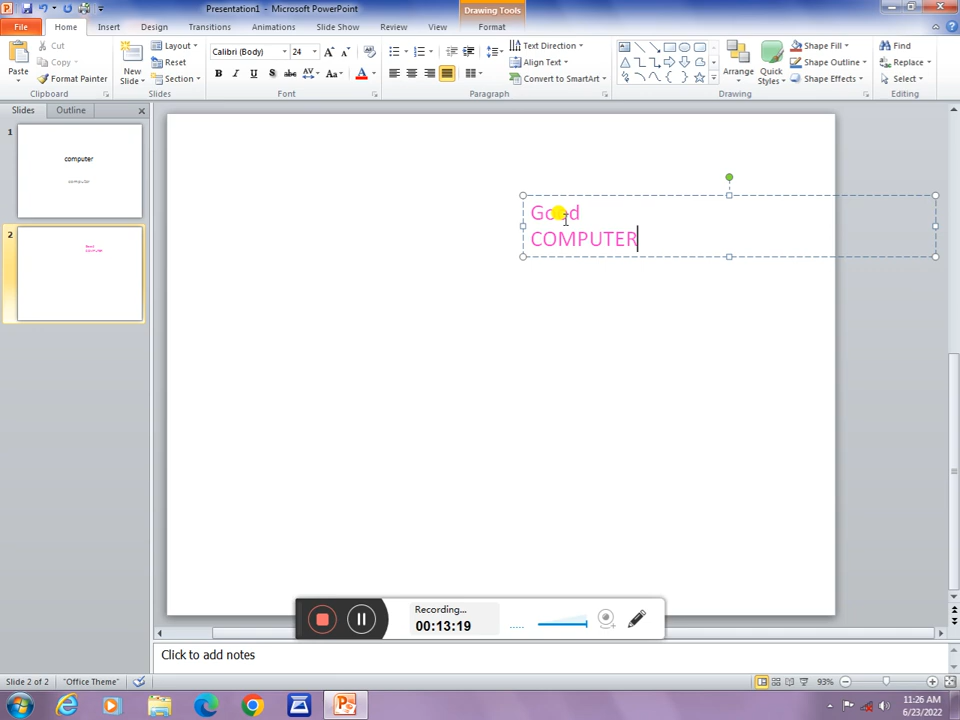 Presentation1 - Microsoft PowerPoint
Drawing Tools
File Home Insert Design Transitions Animations Slide Show Review View Format
Paste
Cut
Copy
Format Painter
Clipboard
New Slide
Layout
Reset
Section
Slides
Calibri (Body) 24
Font
Text Direction
Align Text
Convert to SmartArt
Paragraph
Arrange
Quick Styles
Shape Fill
Shape Outline
Shape Effects
Drawing
Find
Replace
Select
Editing
Slides Outline
1
computer
computer
2
Good
COMPUTER
Good
COMPUTER
Recording...
00:13:19
Click to add notes
Slide 2 of 2 "Office Theme" 93%
11:26 AM
6/23/2022